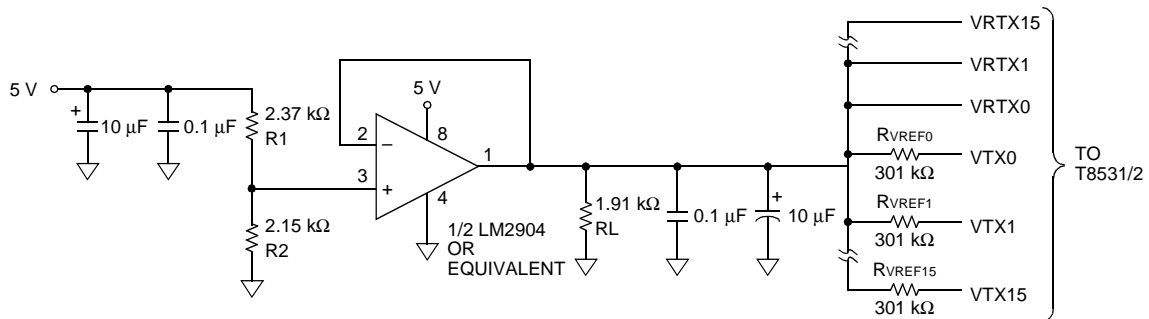 VRTX15
VRTX1
VRTX0
5 V
+
10 µF
0.1 µF
2.37 kΩ
R1
2.15 kΩ
R2
5 V
2
–
8
1
3
+
4
1/2 LM2904
OR
EQUIVALENT
1.91 kΩ
RL
0.1 µF
+
10 µF
RVREF0
301 kΩ
VTX0
RVREF1
301 kΩ
VTX1
RVREF15
301 kΩ
VTX15
TO
T8531/2